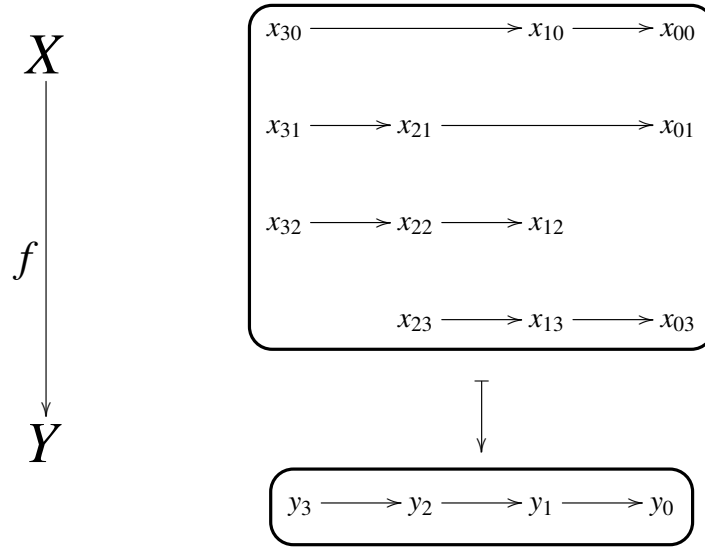 X
x₃₀ x₁₀ x₀₀
x₃₁ x₂₁ x₀₁
x₃₂ x₂₂ x₁₂
f
x₂₃ x₁₃ x₀₃
Y
y₃ y₂ y₁ y₀